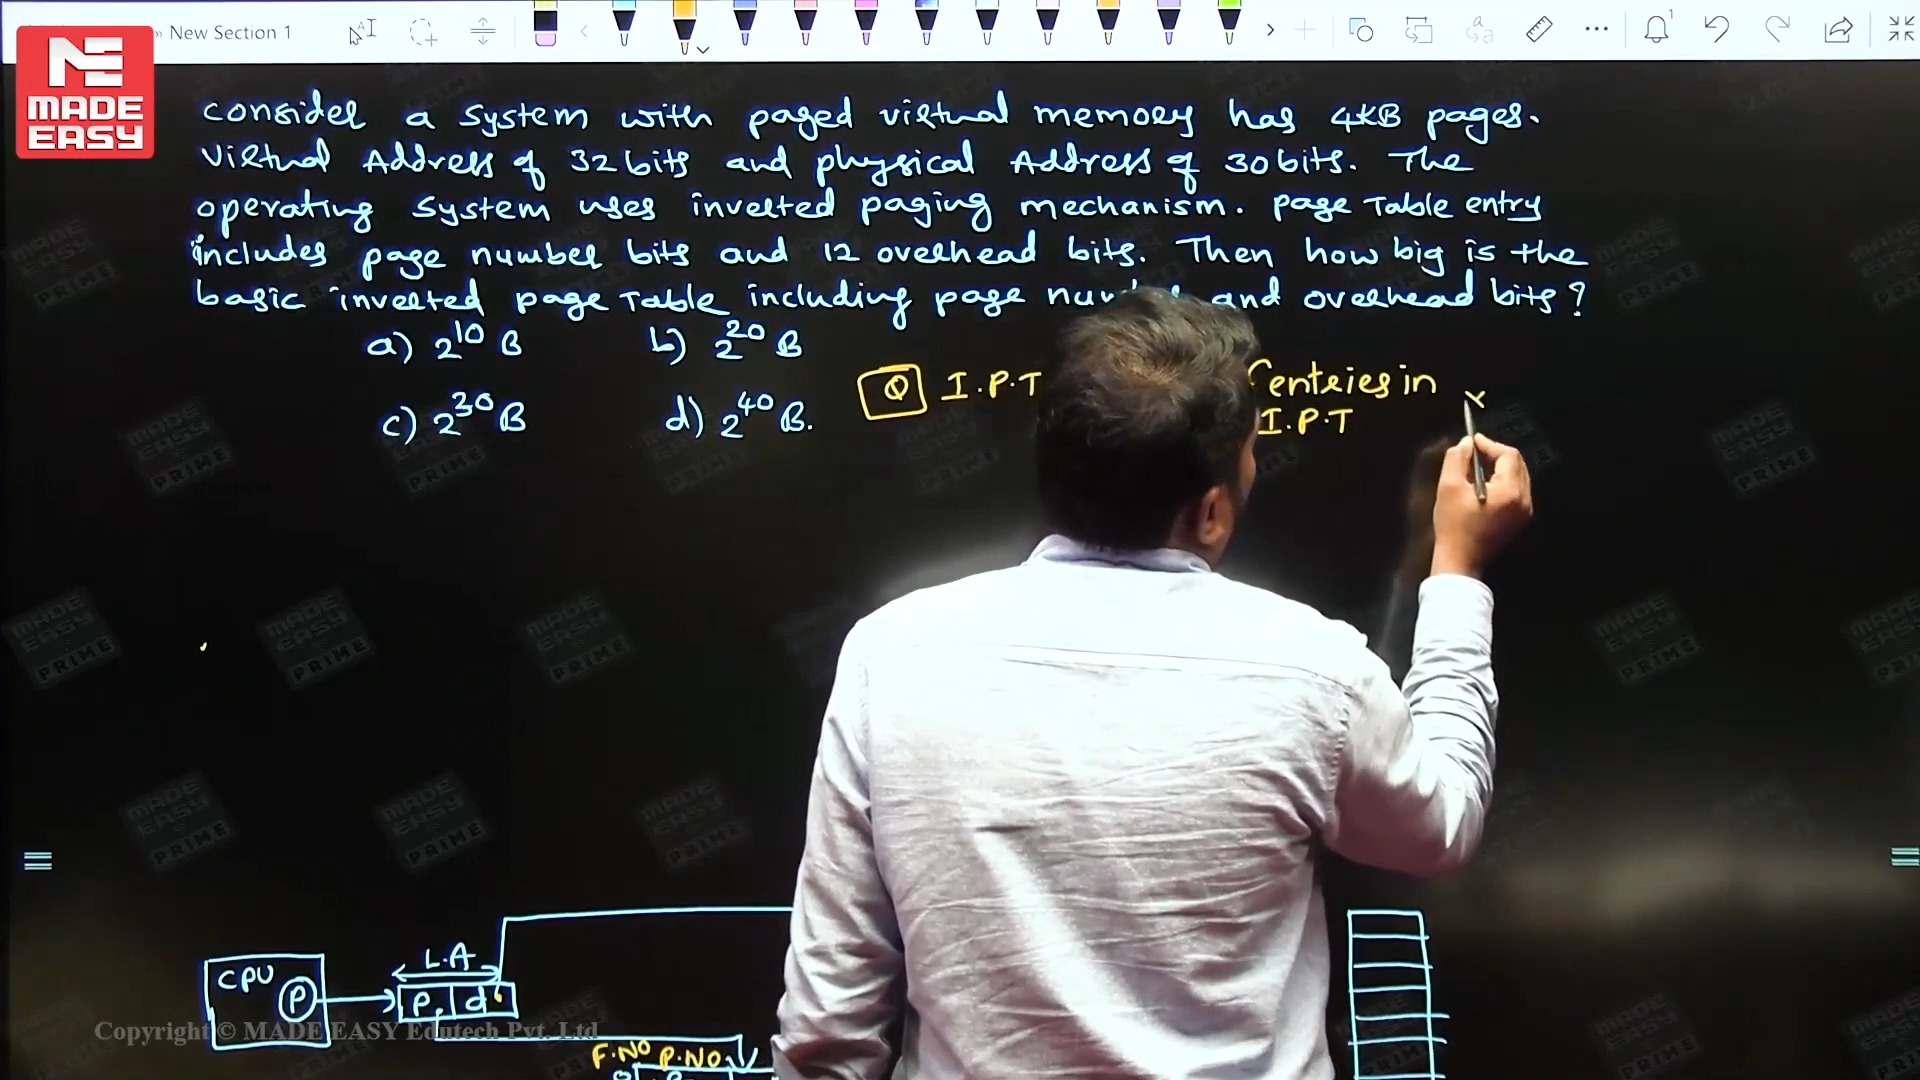 » New Section 1
MADE
EASY
consider a system with paged virtual memory has 4KB pages.
Virtual Address of 32 bits and physical Address of 30 bits. The
operating system uses inverted paging mechanism. page Table entry
includes page number bits and 12 overhead bits. Then how big is the
basic inverted page Table including page and overhead bits?
a) 2^10 B b) 2^20 B
c) 2^30 B d) 2^40 B.
Q I.P.T entries in x
I.P.T
CPU P
L.A
P d
F.NO P.NO
Copyright © MADE EASY Edutech Pvt. Ltd